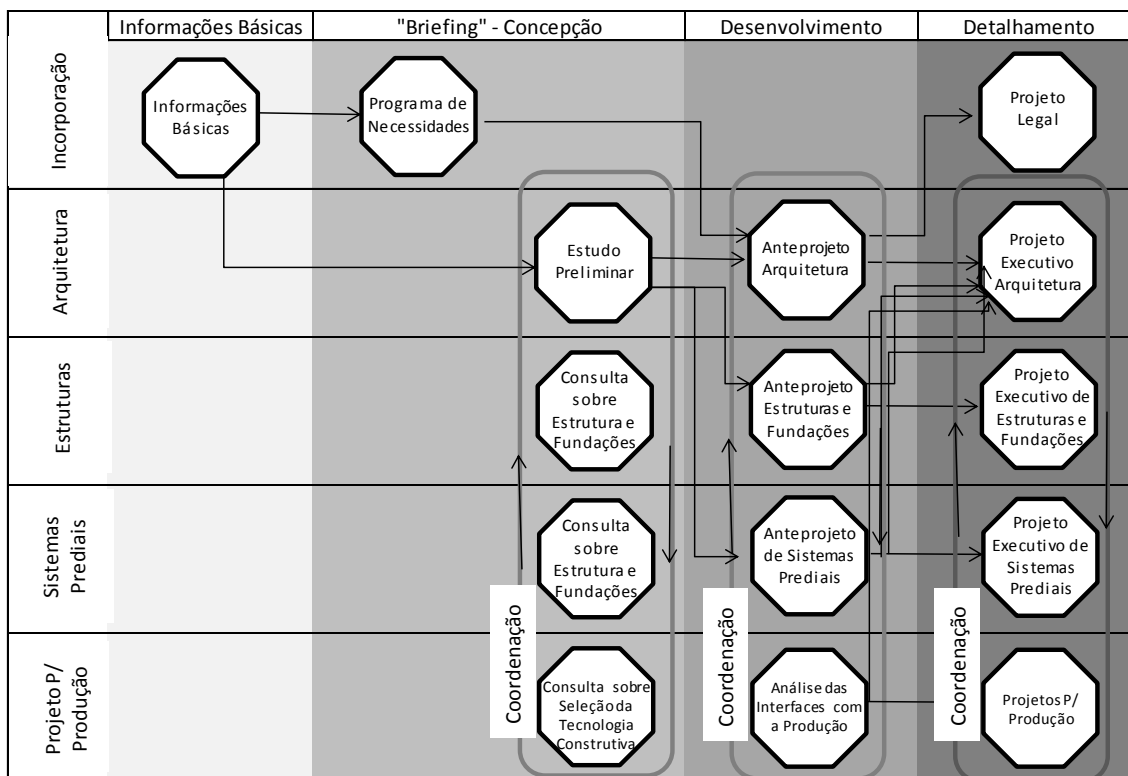 Informações Básicas
"Briefing" - Concepção
Desenvolvimento
Detalhamento
Incorporação
Informações
Básicas
Programa de
Necessidades
Projeto
Legal
Arquitetura
Estudo
Preliminar
Anteprojeto
Arquitetura
Projeto
Executivo
Arquitetura
Estruturas
Consulta
sobre
Estrutura e
Fundações
Anteprojeto
Estruturas e
Fundações
Projeto
Executivo de
Estruturas e
Fundações
Sistemas
Prediais
Consulta
sobre
Estrutura e
Fundações
Anteprojeto
de Sistemas
Prediais
Projeto
Executivo de
Sistemas
Prediais
Coordenação
Coordenação
Coordenação
Projeto P/
Produção
Consulta sobre
Seleção da
Tecnologia
Construtiva
Análise das
Interfaces com
a Produção
Projetos P/
Produção